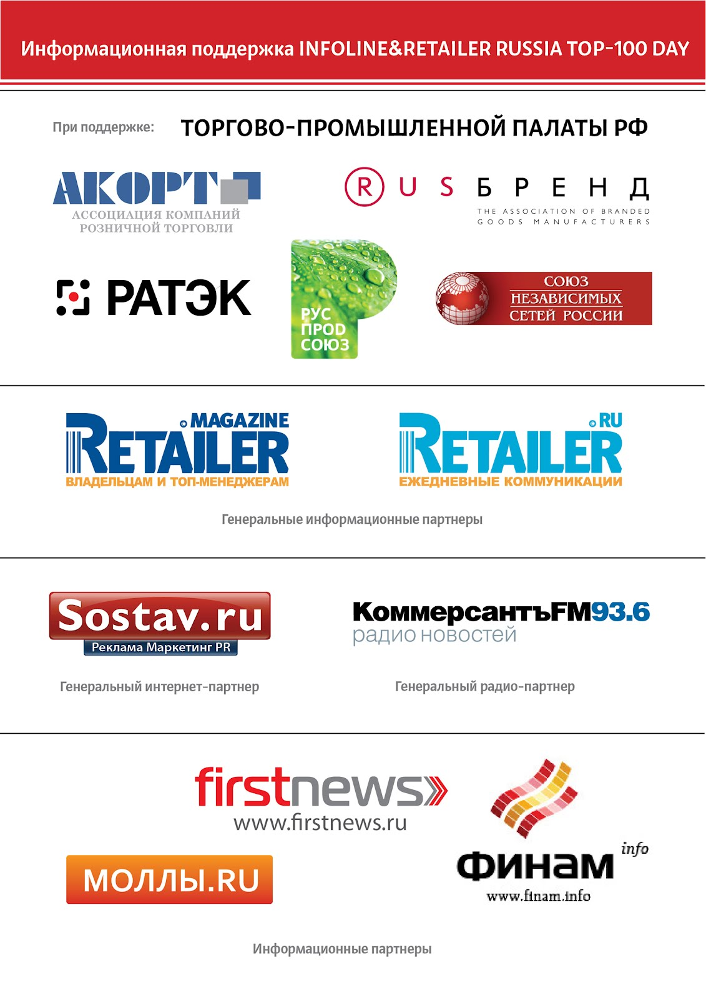 Информационная поддержка INFOLINE&RETAILER RUSSIA TOP-100 DAY
При поддержке: ТОРГОВО-ПРОМЫШЛЕННОЙ ПАЛАТЫ РФ
АКОРТ
АССОЦИАЦИЯ КОМПАНИЙ
РОЗНИЧНОЙ ТОРГОВЛИ
RUSБРЕНД
THE ASSOCIATION OF BRANDED
GOODS MANUFACTURERS
РАТЭК
РУС
ПРОD
СОЮЗ
СОЮЗ
НЕЗАВИСИМЫХ
СЕТЕЙ РОССИИ
MAGAZINE
RETAILER
ВЛАДЕЛЬЦАМ И ТОП-МЕНЕДЖЕРАМ
RU
RETAILER
ЕЖЕДНЕВНЫЕ КОММУНИКАЦИИ
Генеральные информационные партнеры
Sostav.ru
Реклама Маркетинг PR
Генеральный интернет-партнер
КоммерсантъFM93.6
радио новостей
Генеральный радио-партнер
firstnews
www.firstnews.ru
МОЛЛЫ.RU
ФИНАМ info
www.finam.info
Информационные партнеры